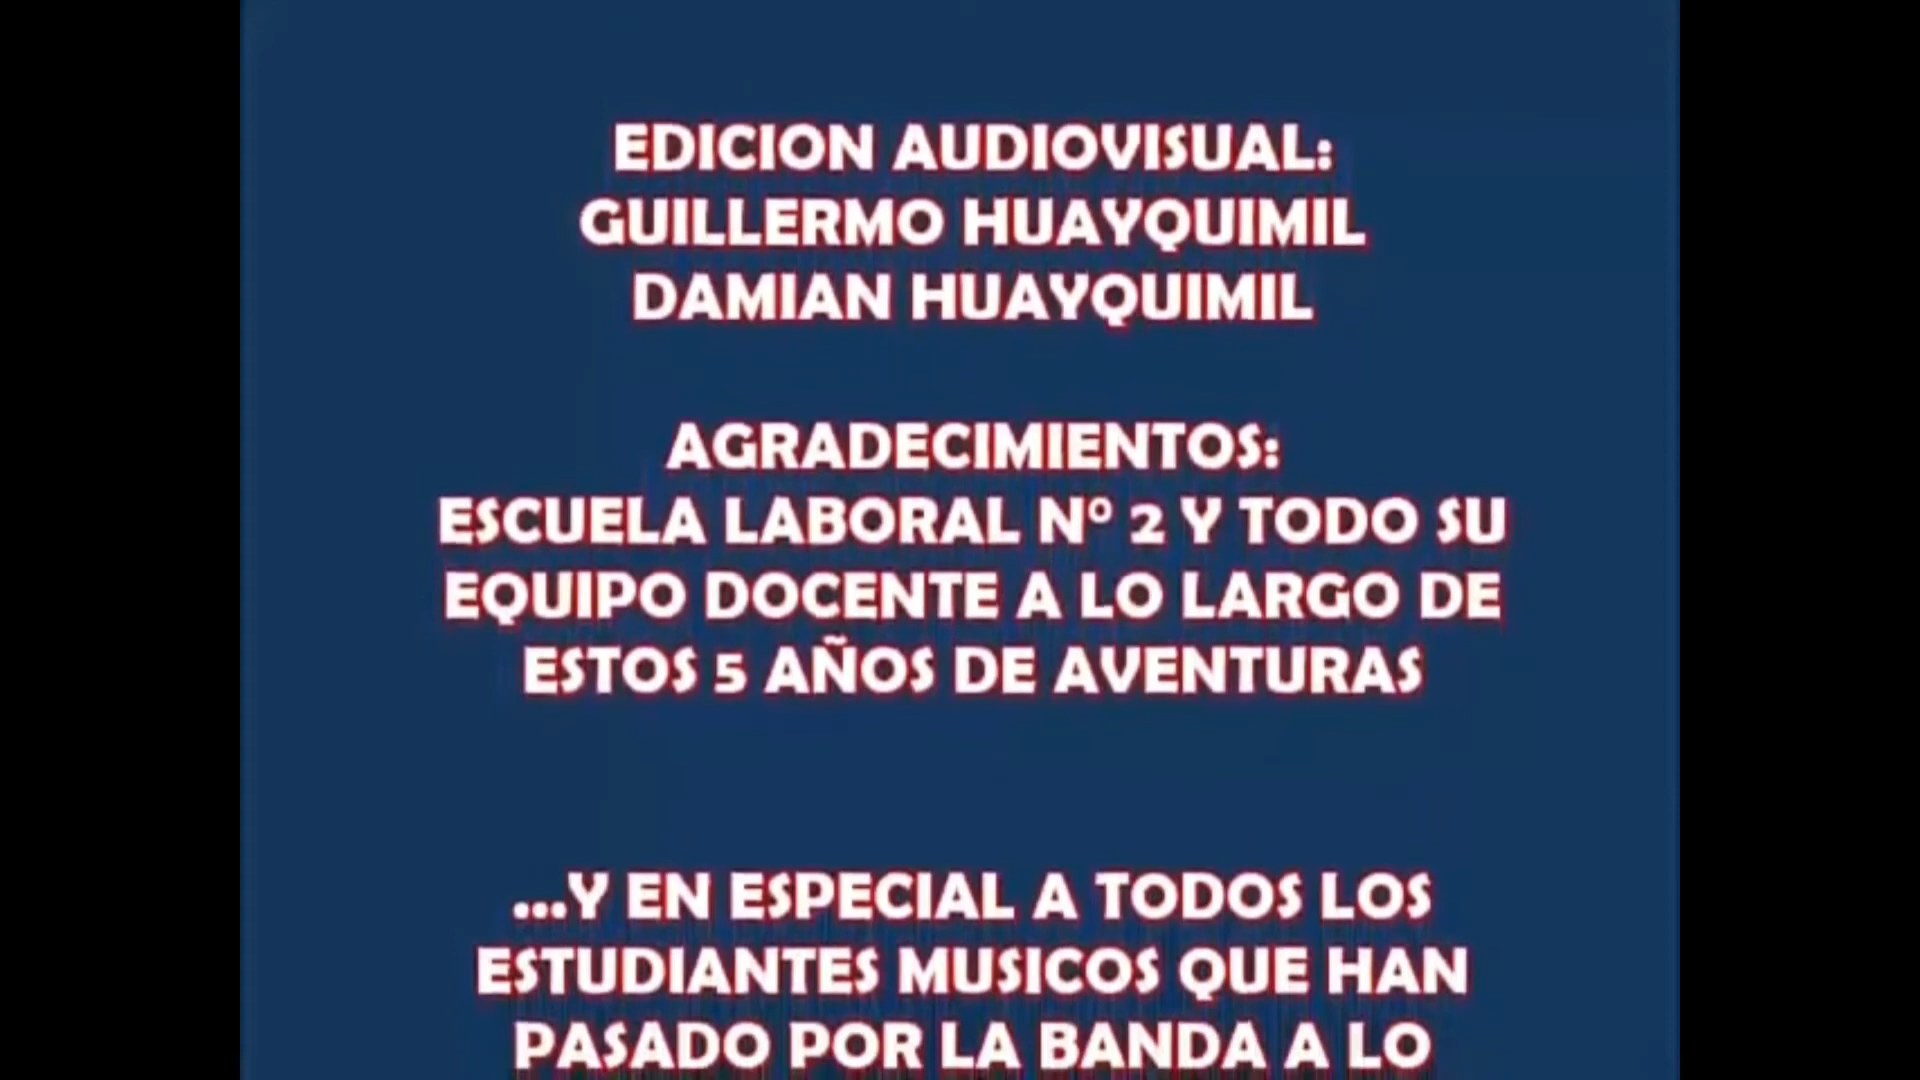 EDICION AUDIOVISUAL:
GUILLERMO HUAYQUIMIL
DAMIAN HUAYQUIMIL
AGRADECIMIENTOS:
ESCUELA LABORAL Nº 2 Y TODO SU
EQUIPO DOCENTE A LO LARGO DE
ESTOS 5 AÑOS DE AVENTURAS
...Y EN ESPECIAL A TODOS LOS
ESTUDIANTES MUSICOS QUE HAN
PASADO POR LA BANDA A LO